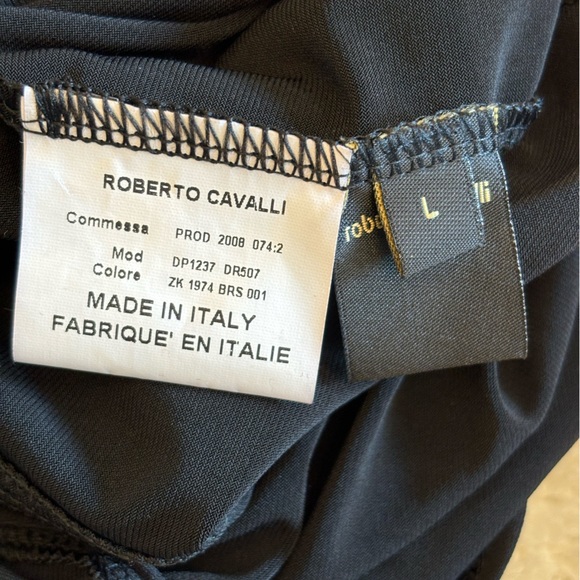 ROBERTO CAVALLI
Commessa PROD 2008 074:2
Mod DP1237 DR507
Colore ZK 1974 BRS 001
MADE IN ITALY
FABRIQUE' EN ITALIE
L